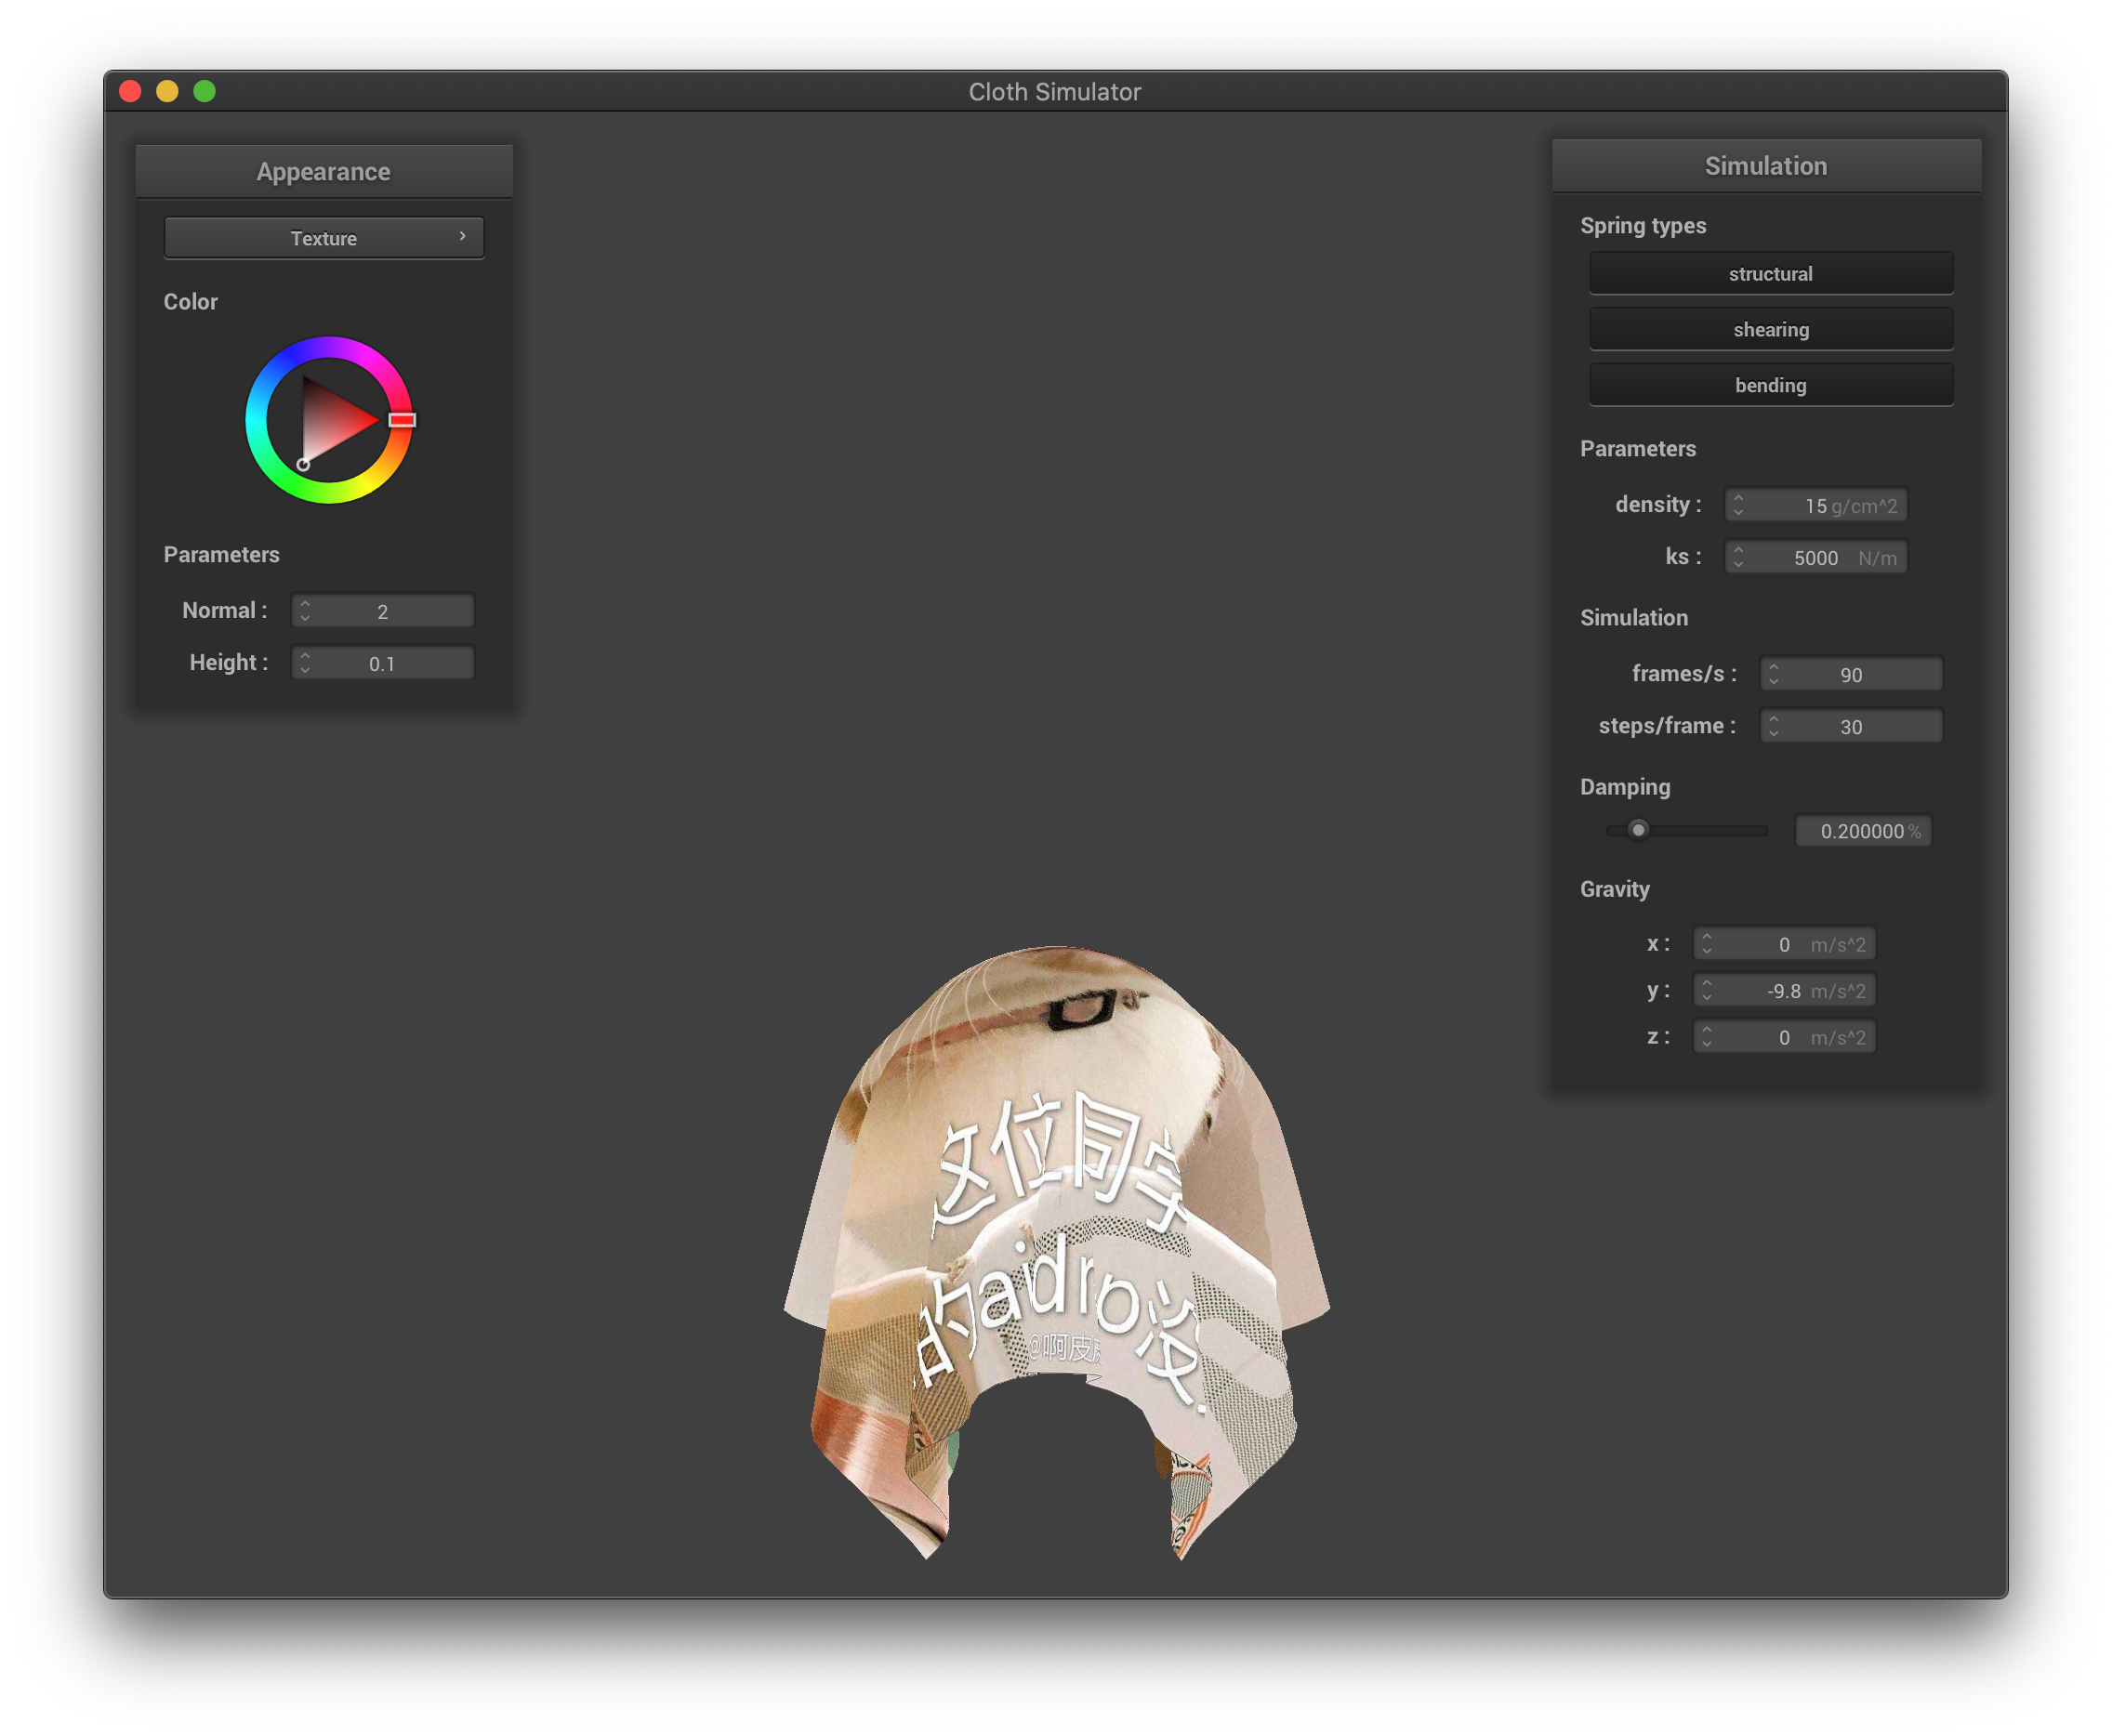 Cloth Simulator
Appearance
Texture
Color
Parameters
Normal : 2
Height : 0.1
Simulation
Spring types
structural
shearing
bending
Parameters
density : 15 g/cm^2
ks : 5000 N/m
Simulation
frames/s : 90
steps/frame : 30
Damping
0.200000 %
Gravity
x : 0 m/s^2
y : -9.8 m/s^2
z : 0 m/s^2
这位同学
的aidro没
@啊皮